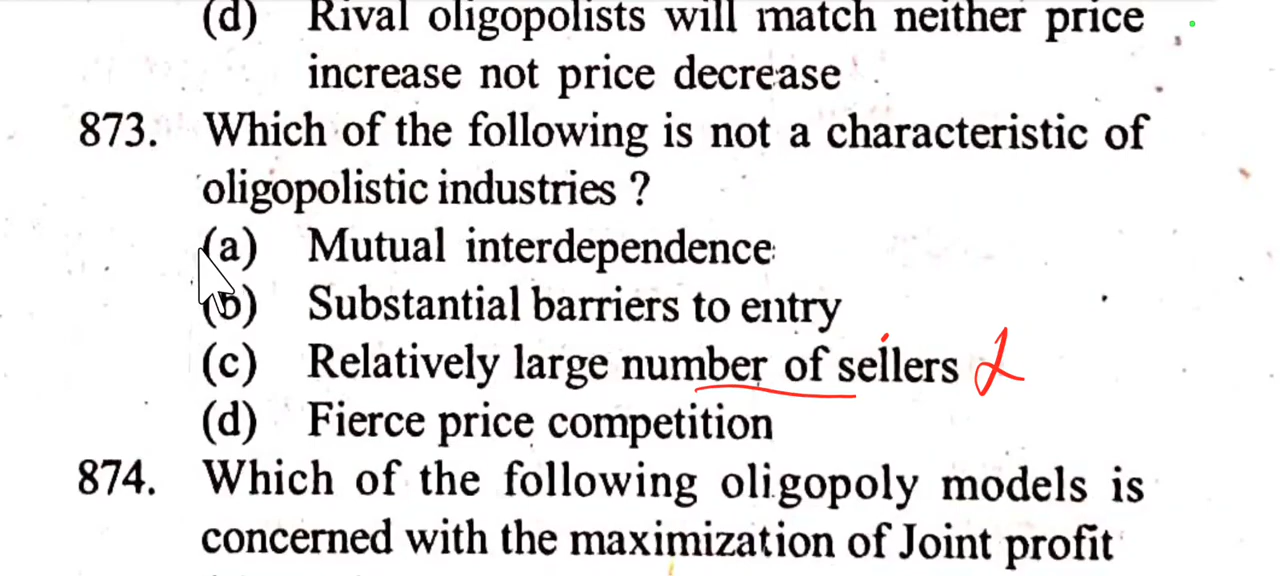 (d) Rival oligopolists will match neither price
increase not price decrease
873. Which of the following is not a characteristic of
oligopolistic industries ?
(a) Mutual interdependence
(b) Substantial barriers to entry
(c) Relatively large number of sellers
(d) Fierce price competition
874. Which of the following oligopoly models is
concerned with the maximization of Joint profit